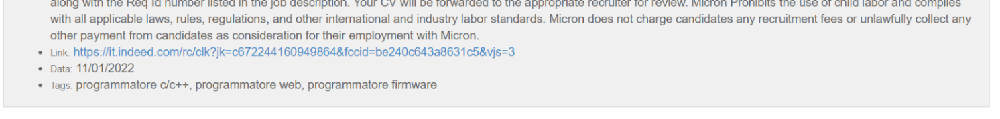 along with the Req Id number listed in the job description. Your CV will be forwarded to the appropriate recruiter for review. Micron Prohibits the use of child labor and complies
with all applicable laws, rules, regulations, and other international and industry labor standards. Micron does not charge candidates any recruitment fees or unlawfully collect any
other payment from candidates as consideration for their employment with Micron.
• Link: https://it.indeed.com/rc/clk?jk=c672244160949864&fccid=be240c643a8631c5&vjs=3
• Data: 11/01/2022
• Tags: programmatore c/c++, programmatore web, programmatore firmware